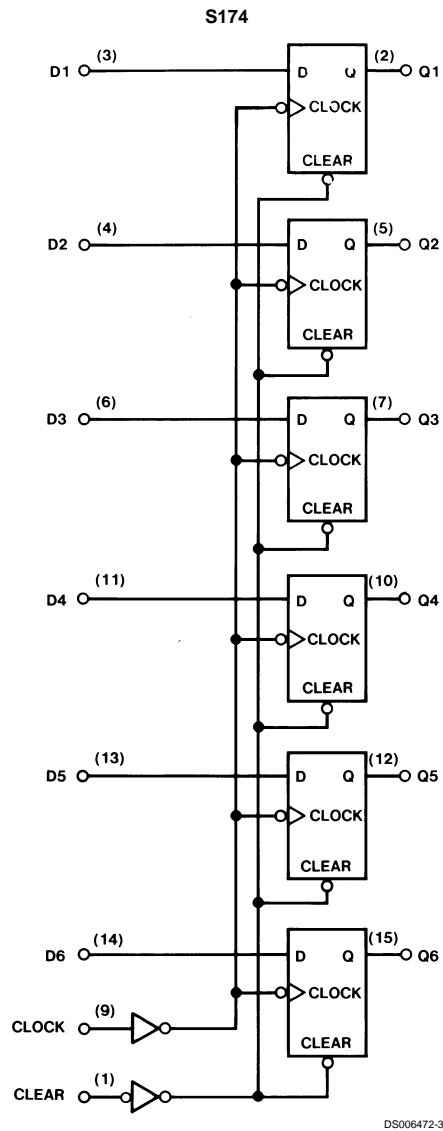 S174
D1 (3) D Q (2) Q1
CLOCK
CLEAR
D2 (4) D Q (5) Q2
CLOCK
CLEAR
D3 (6) D Q (7) Q3
CLOCK
CLEAR
D4 (11) D Q (10) Q4
CLOCK
CLEAR
D5 (13) D Q (12) Q5
CLOCK
CLEAR
D6 (14) D Q (15) Q6
CLOCK (9) CLOCK
CLEAR
CLEAR (1)
DS006472-3